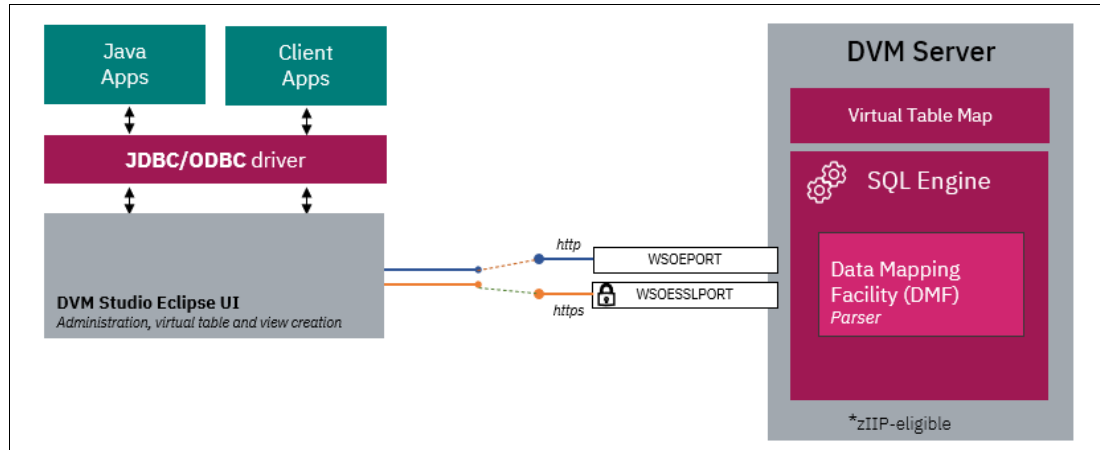 Java
Apps
Client
Apps
JDBC/ODBC driver
DVM Studio Eclipse UI
Administration, virtual table and view creation
http
WSOEPORT
WSOESSLPORT
https
DVM Server
Virtual Table Map
SQL Engine
Data Mapping
Facility (DMF)
Parser
*zIIP-eligible